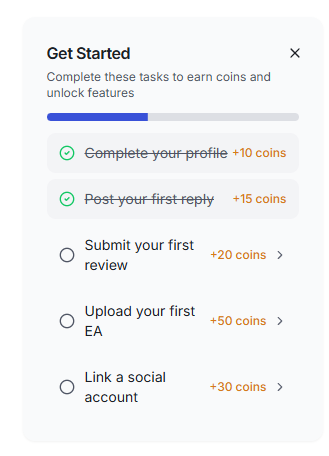 Get Started
Complete these tasks to earn coins and
unlock features
Complete your profile +10 coins
Post your first reply +15 coins
Submit your first
review
+20 coins
Upload your first
EA
+50 coins
Link a social
account
+30 coins